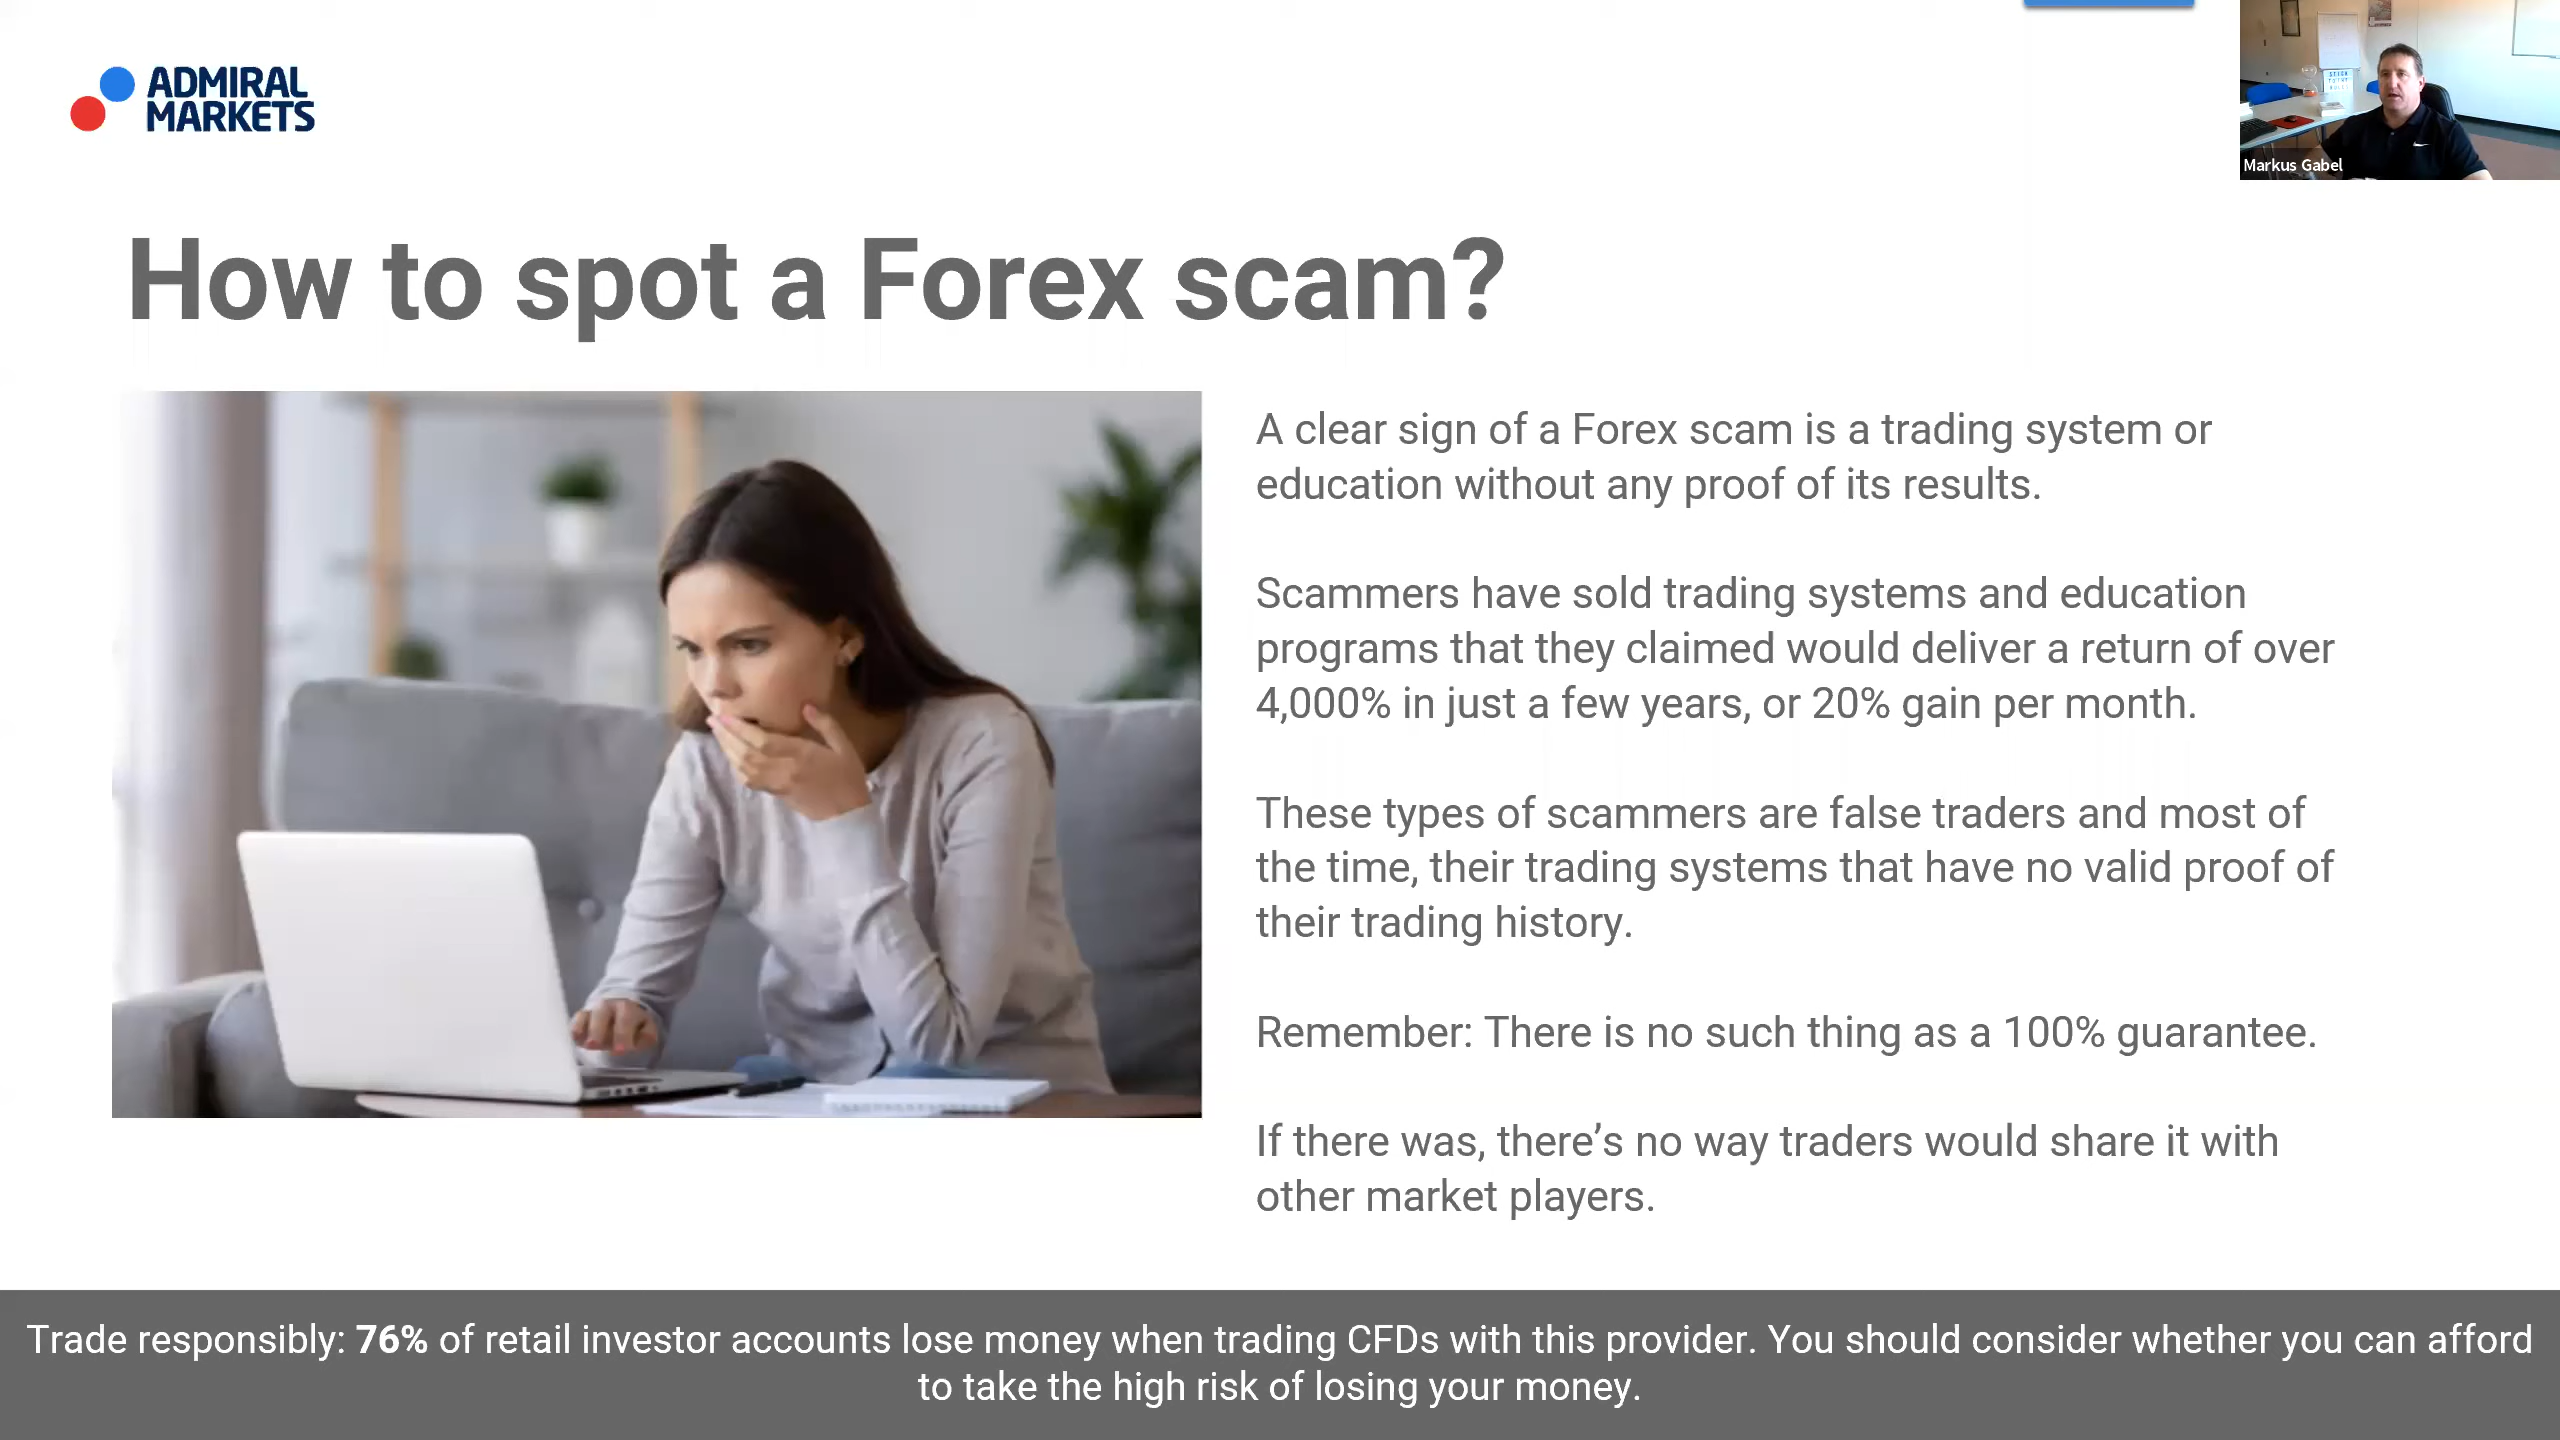 ADMIRAL
MARKETS
Markus Gabel
How to spot a Forex scam?
A clear sign of a Forex scam is a trading system or
education without any proof of its results.
Scammers have sold trading systems and education
programs that they claimed would deliver a return of over
4,000% in just a few years, or 20% gain per month.
These types of scammers are false traders and most of
the time, their trading systems that have no valid proof of
their trading history.
Remember: There is no such thing as a 100% guarantee.
If there was, there’s no way traders would share it with
other market players.
Trade responsibly: 76% of retail investor accounts lose money when trading CFDs with this provider. You should consider whether you can afford
to take the high risk of losing your money.